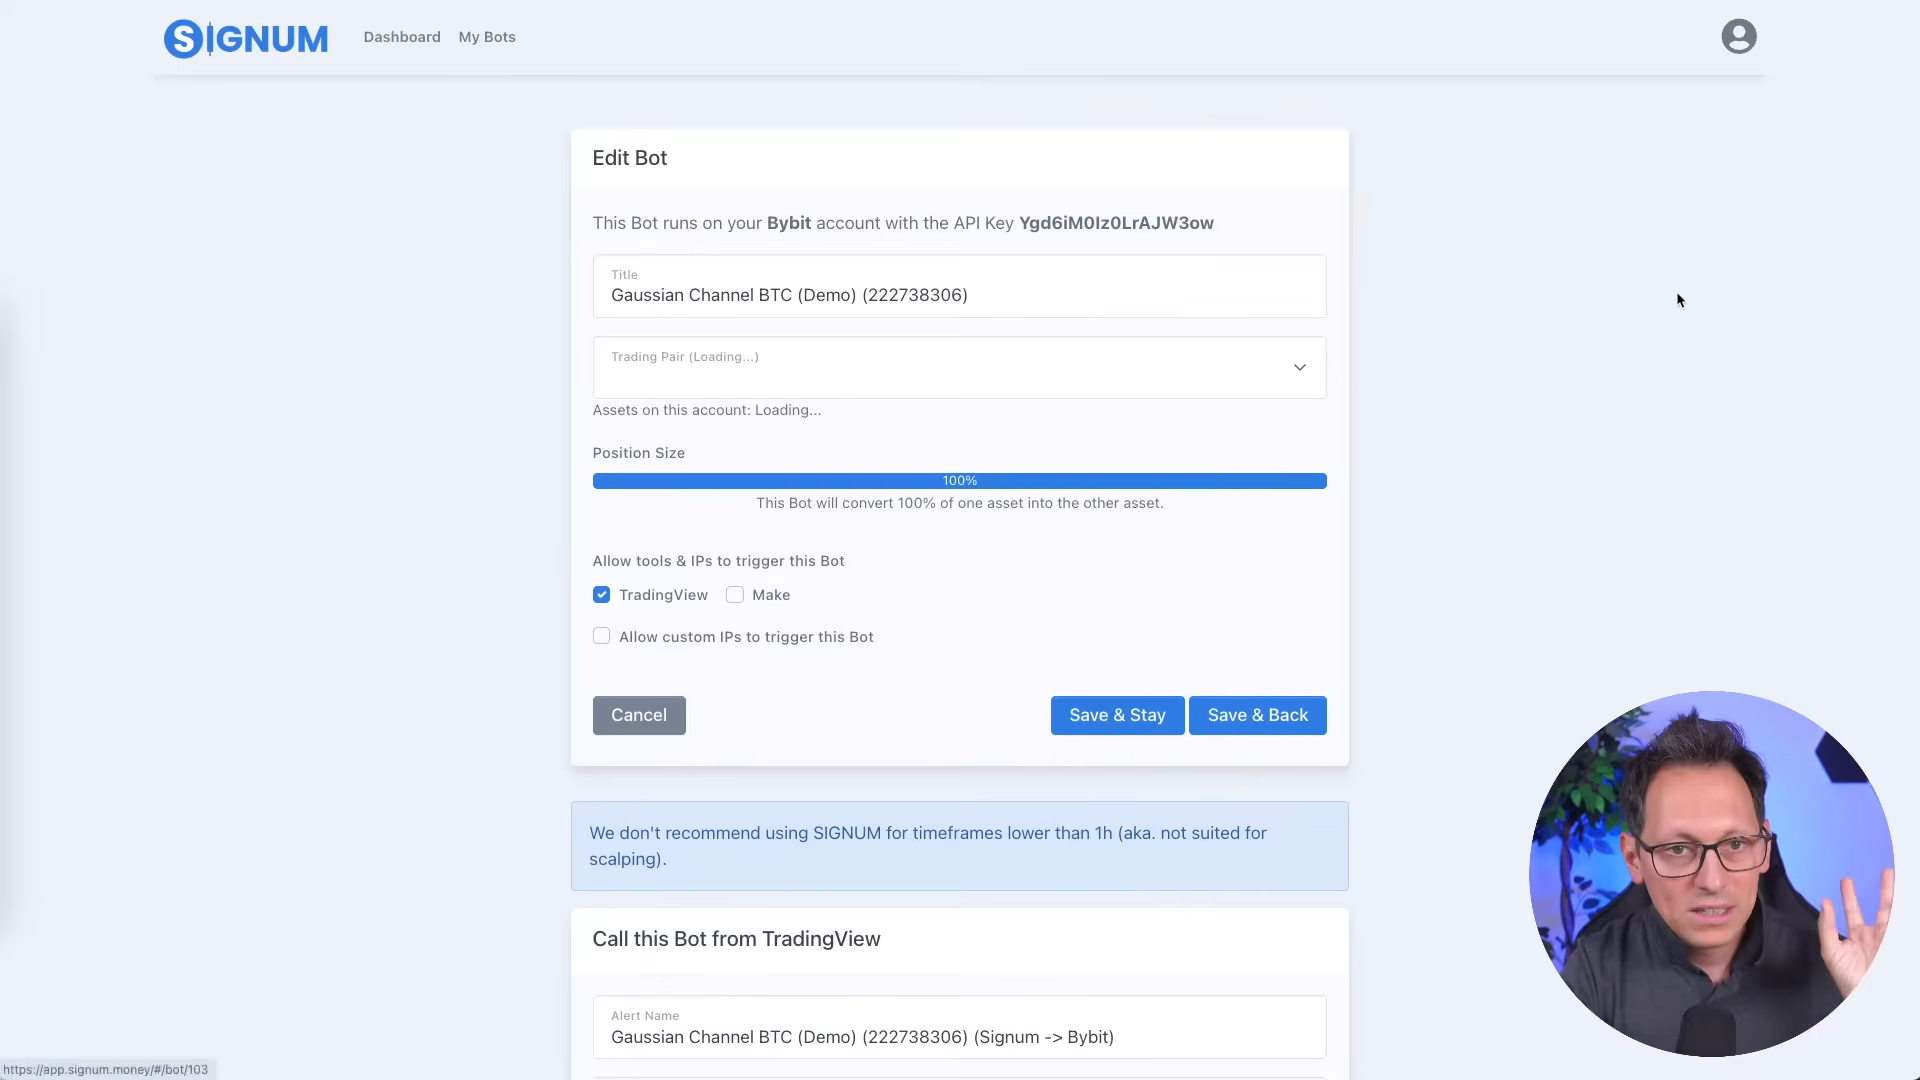 SIGNUM
Dashboard
My Bots
Edit Bot
This Bot runs on your Bybit account with the API Key Ygd6iM0Iz0LrAJW3ow
Title
Gaussian Channel BTC (Demo) (222738306)
Trading Pair (Loading...)
Assets on this account: Loading...
Position Size
100%
This Bot will convert 100% of one asset into the other asset.
Allow tools & IPs to trigger this Bot
TradingView
Make
Allow custom IPs to trigger this Bot
Cancel
Save & Stay
Save & Back
We don't recommend using SIGNUM for timeframes lower than 1h (aka. not suited for
scalping).
Call this Bot from TradingView
Alert Name
Gaussian Channel BTC (Demo) (222738306) (Signum -> Bybit)
https://app.signum.money/#/bot/103